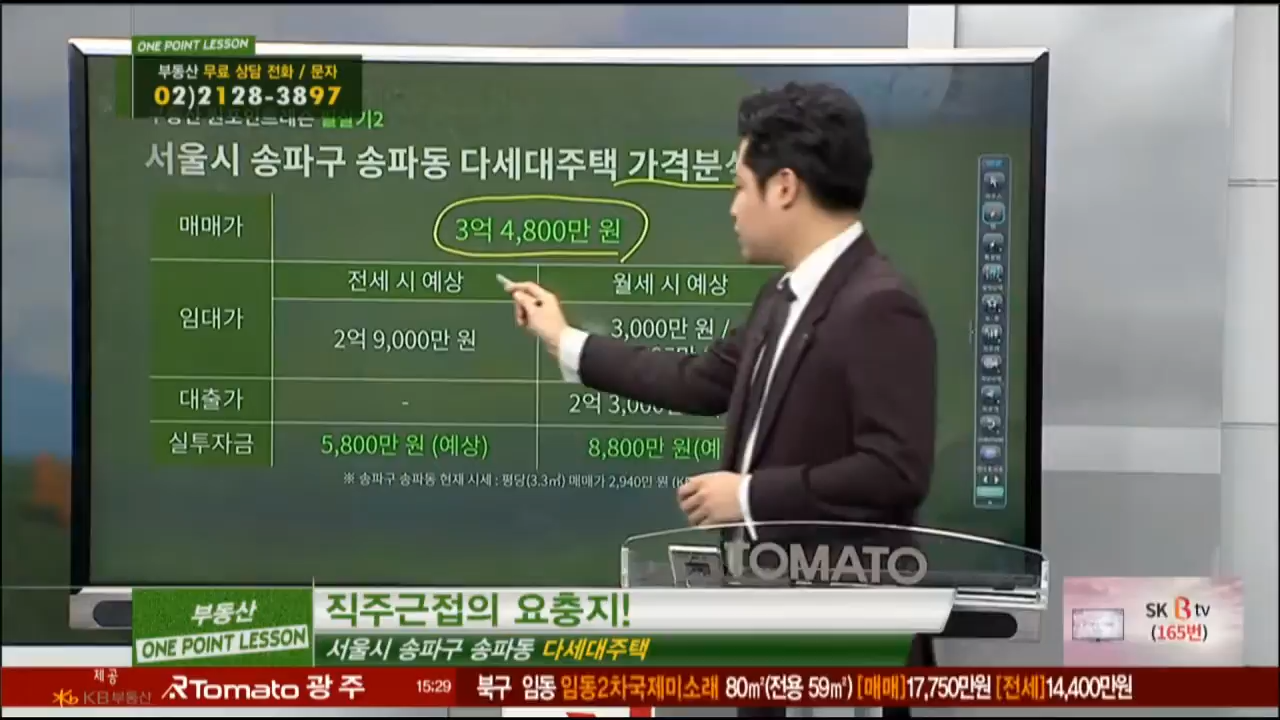 ONE POINT LESSON
부동산 무료 상담 전화 / 문자
02)2128-3897
서울시 송파구 송파동 다세대주택 가격분석
매매가
3억 4,800만 원
임대가
전세 시 예상
월세 시 예상
2억 9,000만 원
3,000만 원 /
대출가
-
2억 3,000
실투자금
5,800만 원 (예상)
8,800만 원(예
※ 송파구 송파동 현재 시세 : 평당(3.3㎡) 매매가 2,940만 원
TOMATO
부동산
ONE POINT LESSON
직주근접의 요충지!
서울시 송파구 송파동 다세대주택
SK B tv
(165번)
제공
KB부동산
Tomato 광주
15:29
북구 임동 임동2차국제미소래 80㎡(전용 59㎡) [매매]17,750만원 [전세]14,400만원